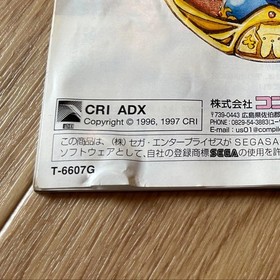 CRI ADX
Copyright © 1996, 1997 CRI
株式会社
〒739-0443 広島県佐伯郡
PHONE : 0829-54-3883(ユー
E-mail : us01@compile
この商品は、(株)セガ・エンタープライゼスがSEGASA
ソフトウェアとして、自社の登録商標SEGAの使用を許
T-6607G